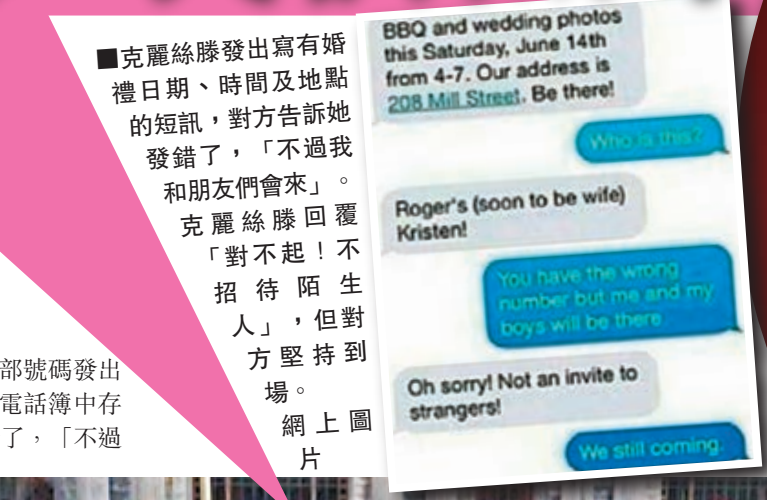 ■克麗絲滕發出寫有婚
禮日期、時間及地點
的短訊，對方告訴她
發錯了，「不過我
和朋友們會來」。
克麗絲滕回覆
「對不起！不
招待陌生
人」，但對
方堅持到
場。
網上圖
片
部號碼發出
電話簿中存
了，「不過
BBQ and wedding photos
this Saturday, June 14th
from 4-7. Our address is
208 Mill Street. Be there!
Who is this?
Roger's (soon to be wife)
Kristen!
You have the wrong
number but me and my
boys will be there
Oh sorry! Not an invite to
strangers!
We still coming.